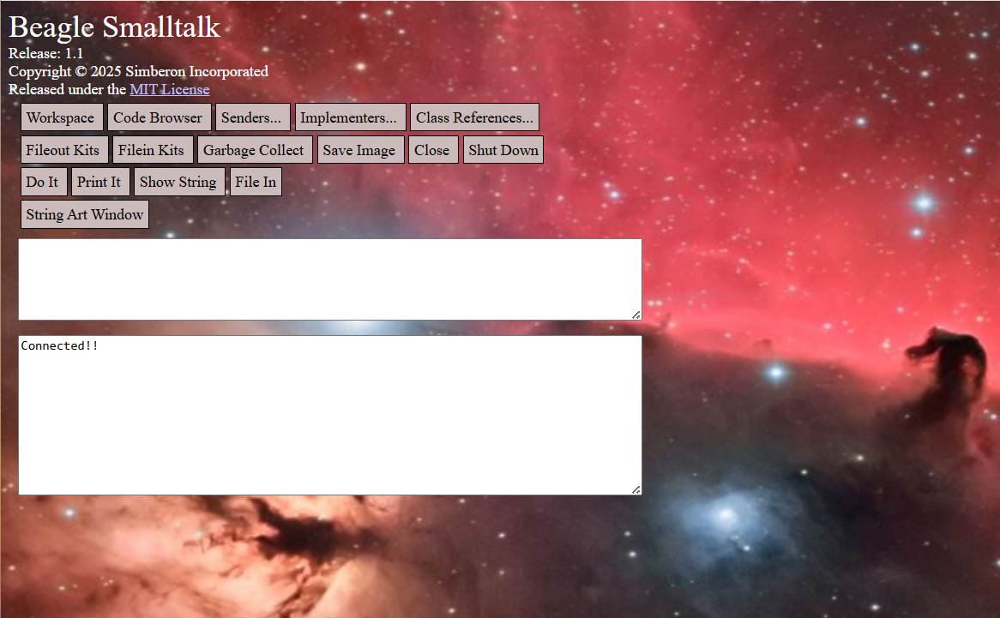 Beagle Smalltalk
Release: 1.1
Copyright © 2025 Simberon Incorporated
Released under the MIT License
Workspace Code Browser Senders... Implementers... Class References...
Fileout Kits Filein Kits Garbage Collect Save Image Close Shut Down
Do It Print It Show String File In
String Art Window
Connected!!